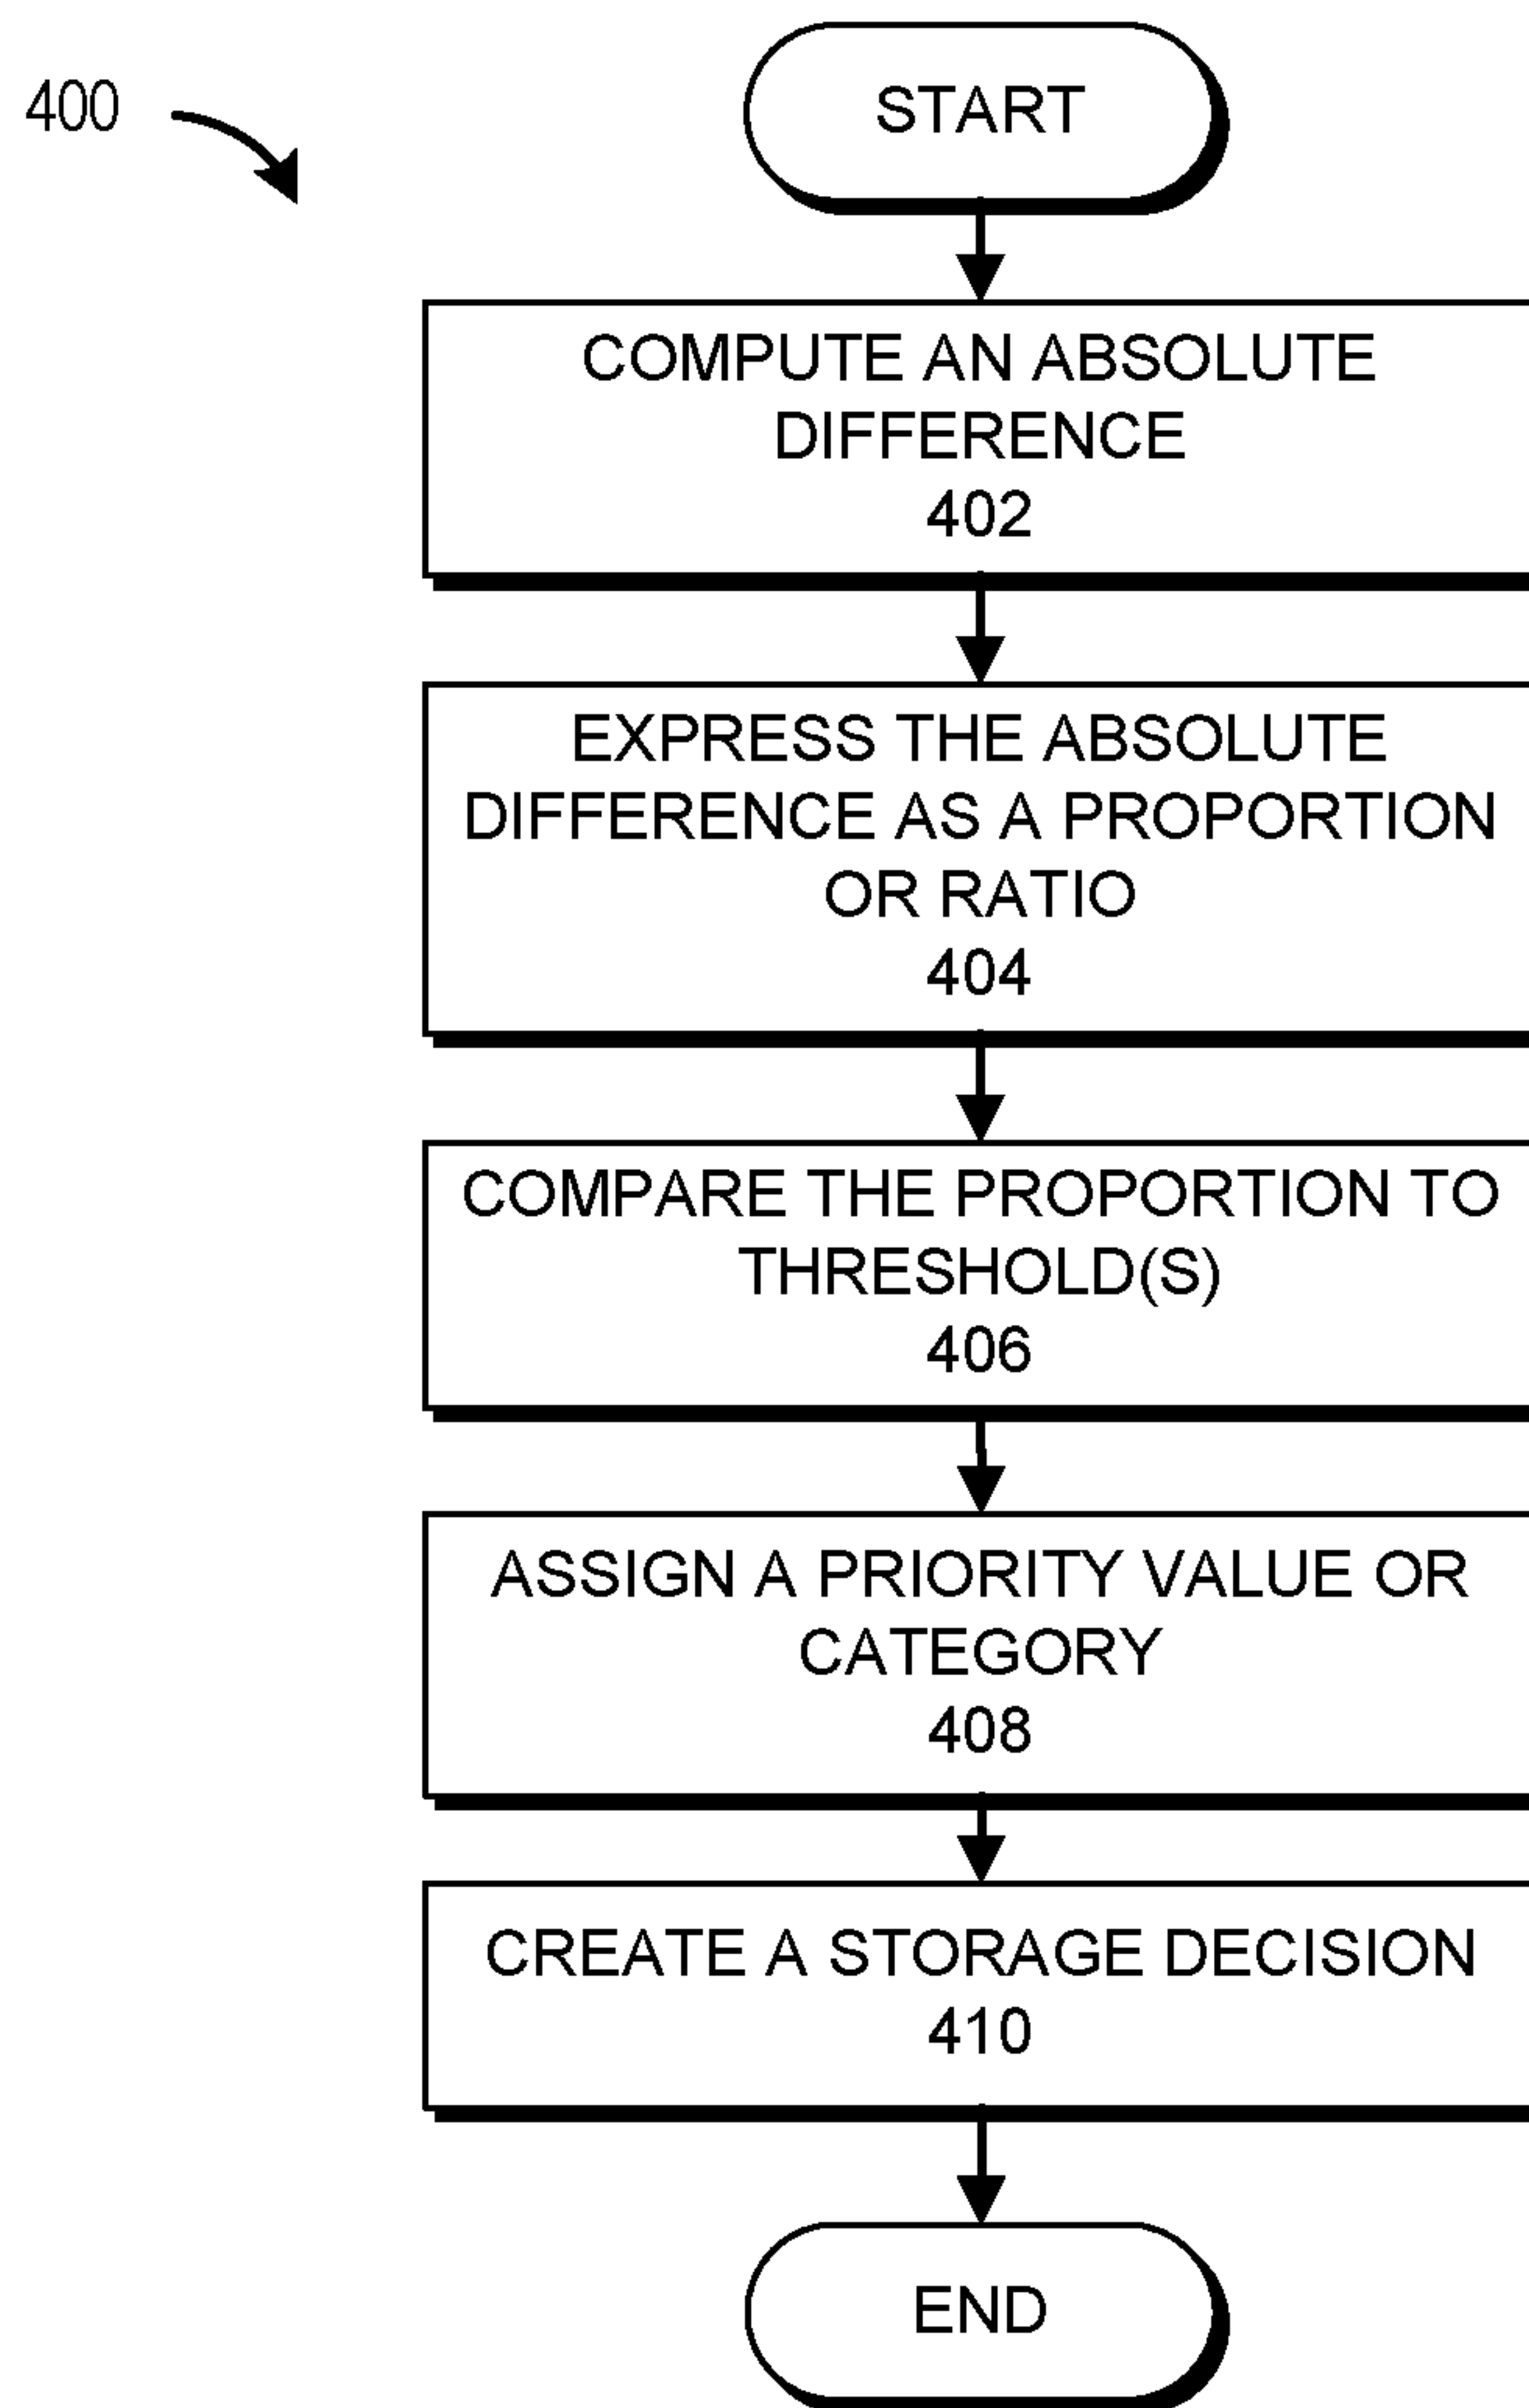 400
START
COMPUTE AN ABSOLUTE
DIFFERENCE
402
EXPRESS THE ABSOLUTE
DIFFERENCE AS A PROPORTION
OR RATIO
404
COMPARE THE PROPORTION TO
THRESHOLD(S)
406
ASSIGN A PRIORITY VALUE OR
CATEGORY
408
CREATE A STORAGE DECISION
410
END